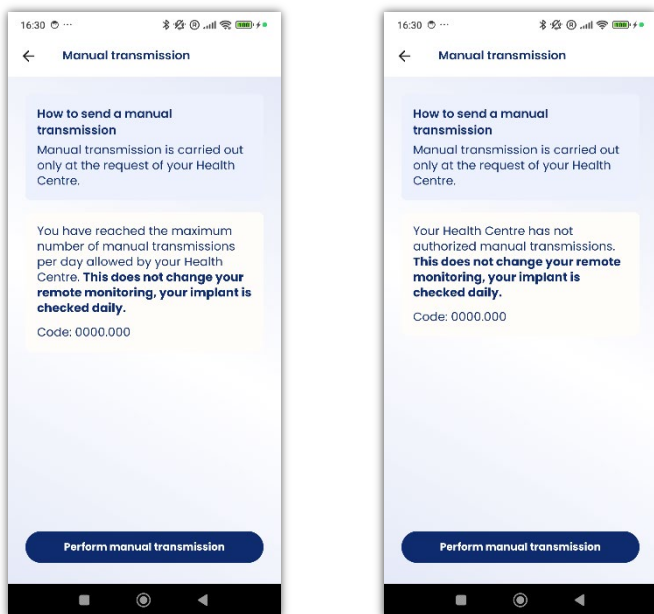 16:30
Manual transmission
How to send a manual
transmission
Manual transmission is carried out
only at the request of your Health
Centre.
You have reached the maximum
number of manual transmissions
per day allowed by your Health
Centre. This does not change your
remote monitoring, your implant is
checked daily.
Code: 0000.000
Perform manual transmission
16:30
Manual transmission
How to send a manual
transmission
Manual transmission is carried out
only at the request of your Health
Centre.
Your Health Centre has not
authorized manual transmissions.
This does not change your remote
monitoring, your implant is
checked daily.
Code: 0000.000
Perform manual transmission